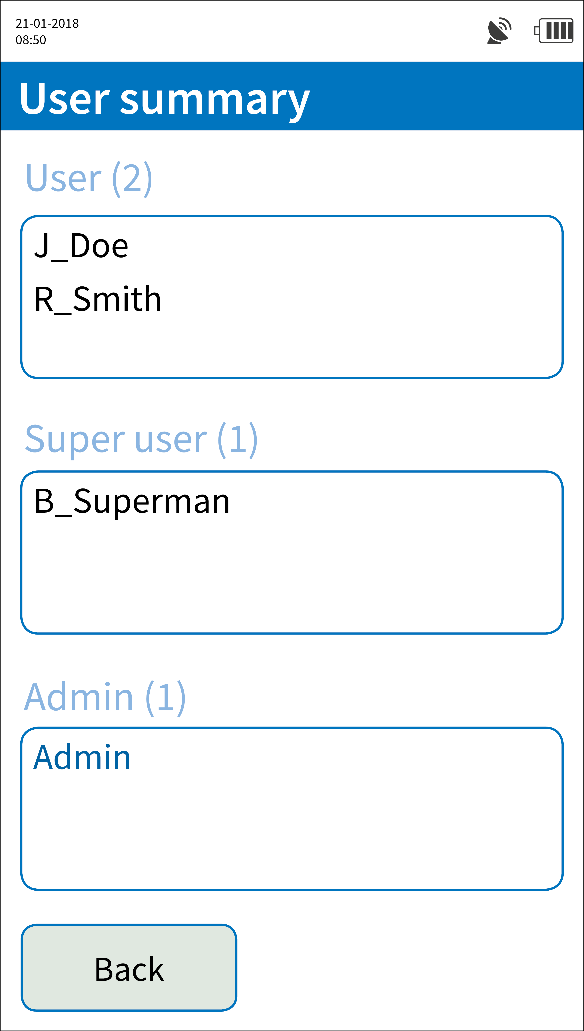 21-01-2018
08:50
User summary
User (2)
J_Doe
R_Smith
Super user (1)
B_Superman
Admin (1)
Admin
Back